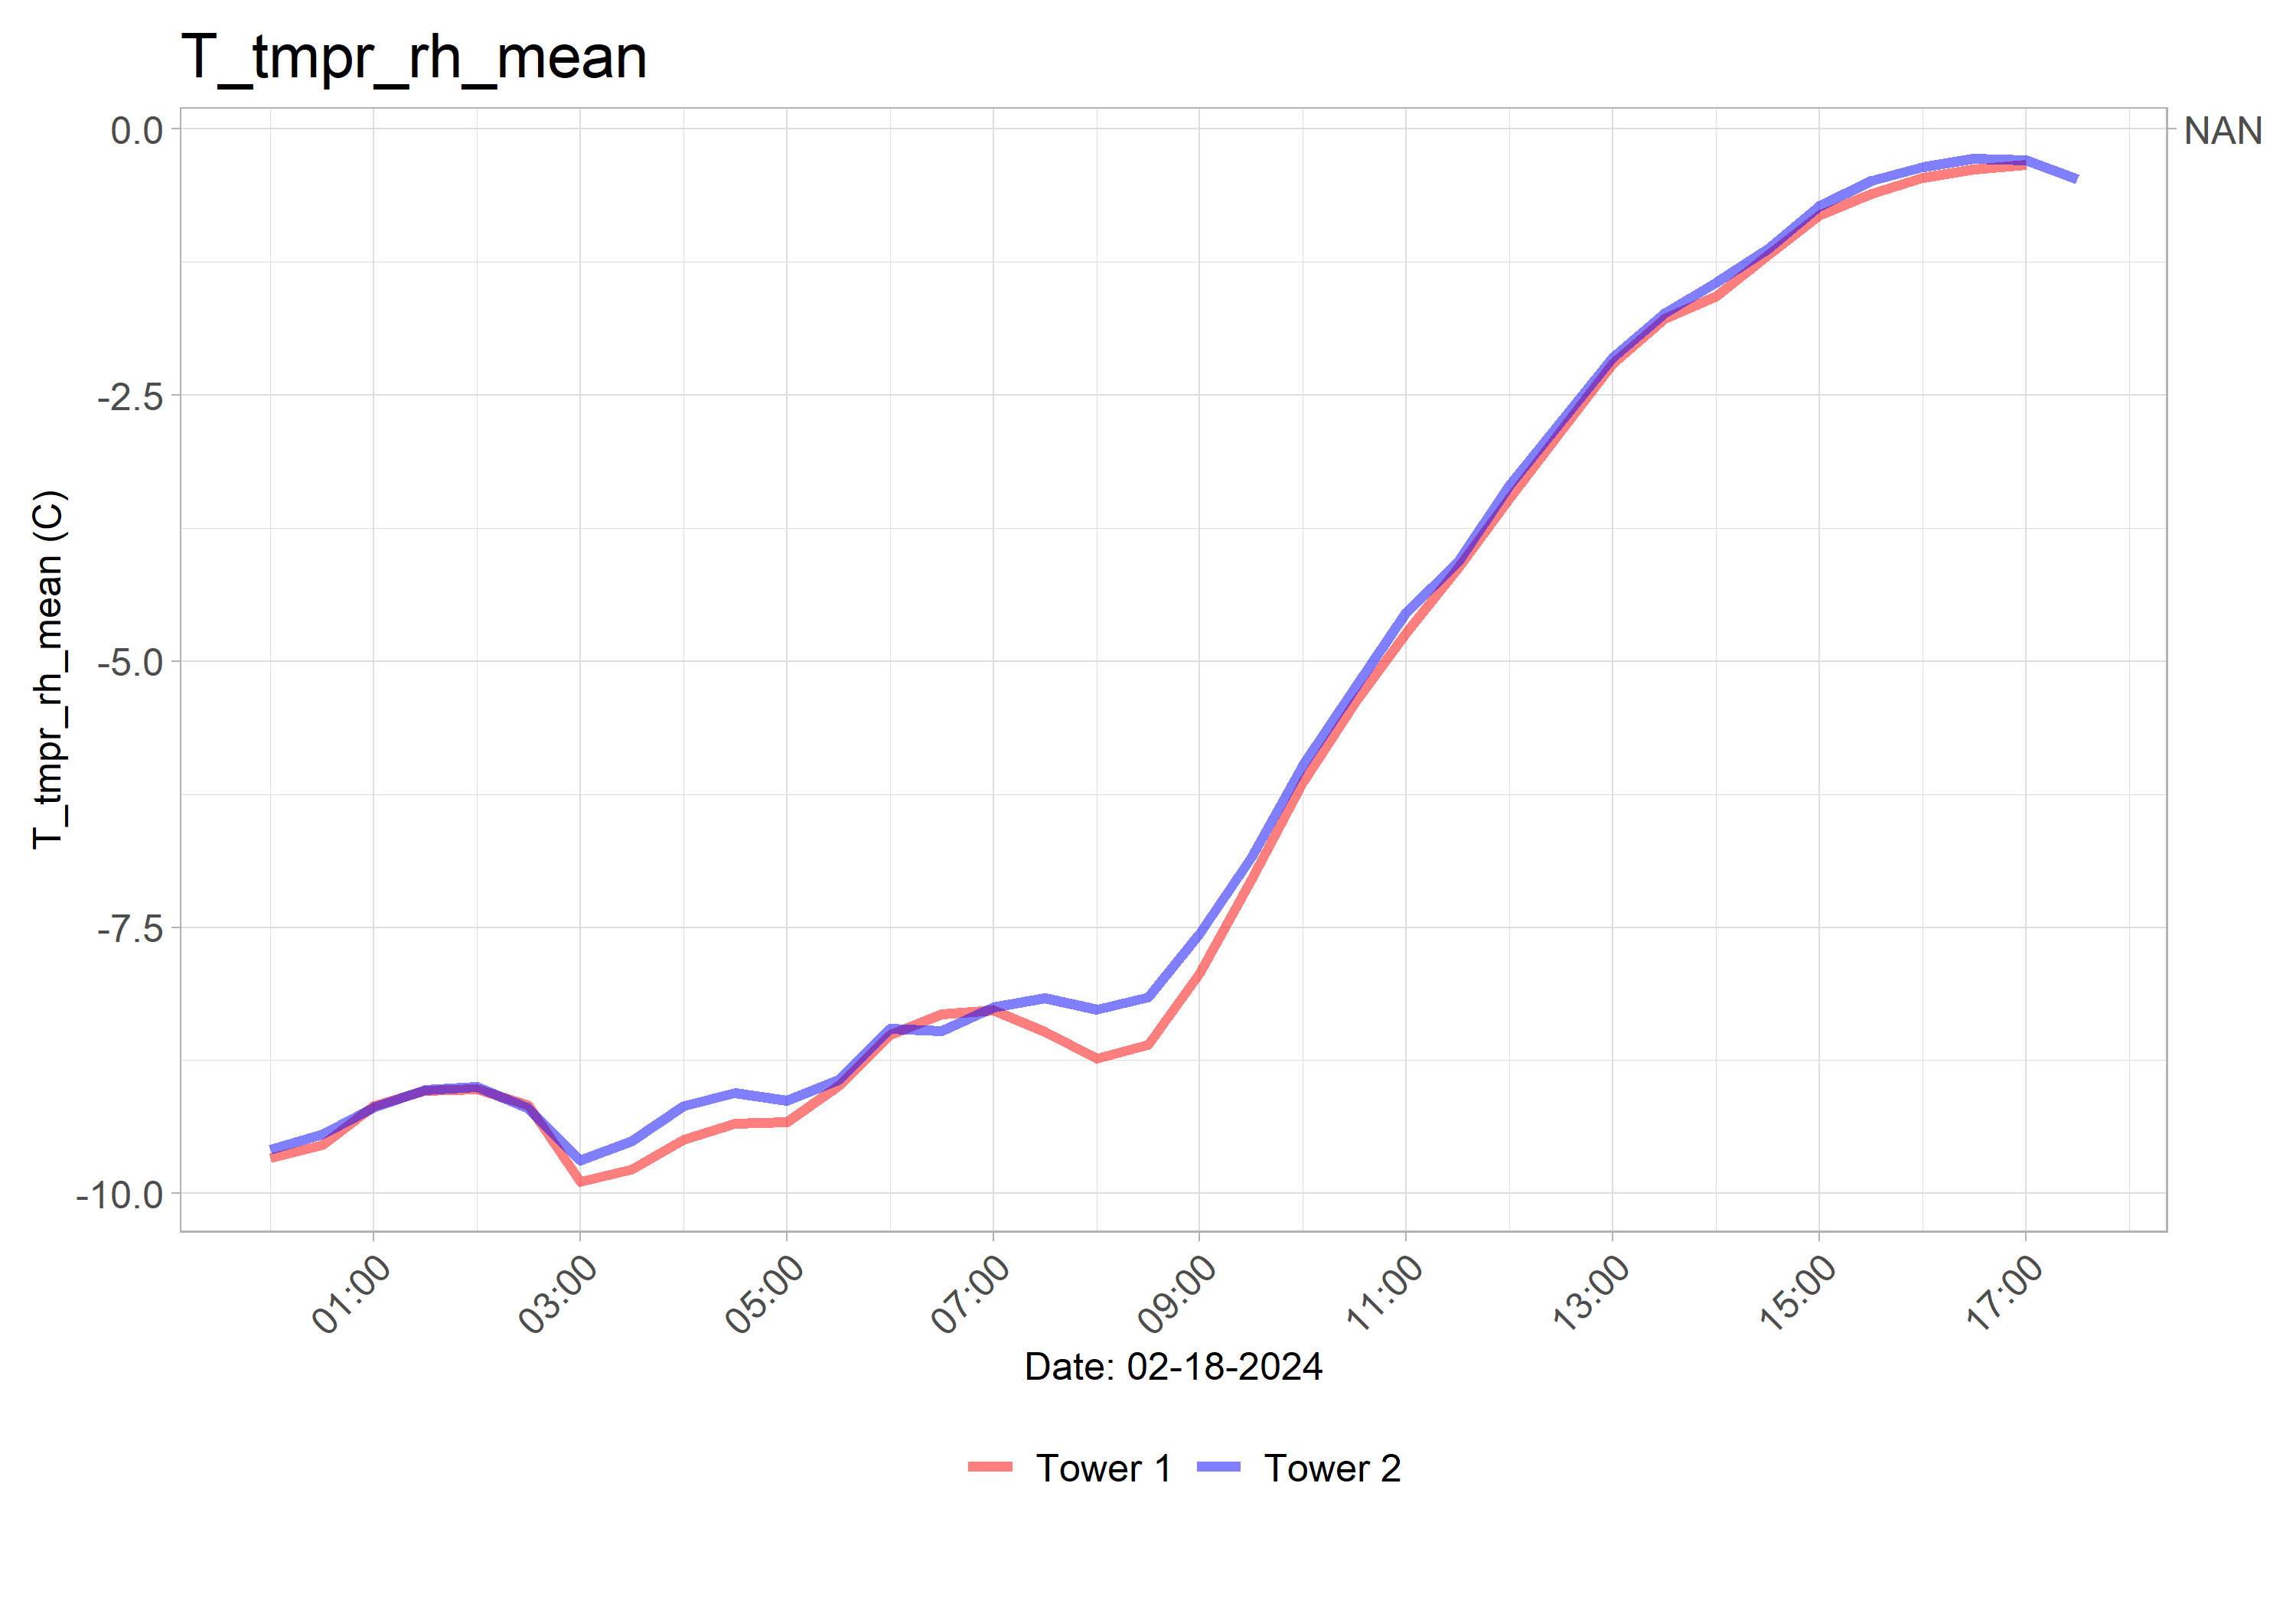 T_tmpr_rh_mean
0.0
-2.5
-5.0
-7.5
-10.0
NAN
T_tmpr_rh_mean (C)
01:00 03:00 05:00 07:00 09:00 11:00 13:00 15:00 17:00
Date: 02-18-2024
Tower 1 Tower 2